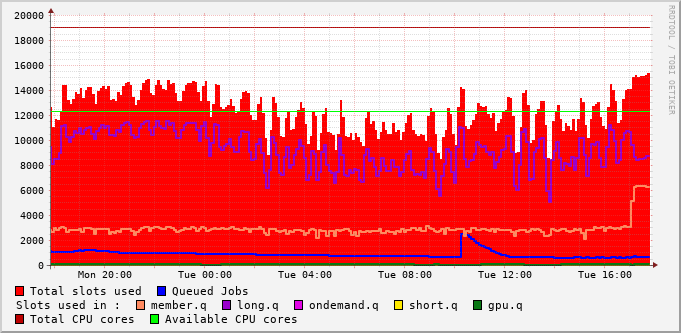 20000
18000
16000
14000
12000
10000
8000
6000
4000
2000
0
Mon 20:00 Tue 00:00 Tue 04:00 Tue 08:00 Tue 12:00 Tue 16:00
RRDTOOL / TOBI OETIKER
Total slots used Queued Jobs
Slots used in : member.q long.q ondemand.q short.q gpu.q
Total CPU cores Available CPU cores